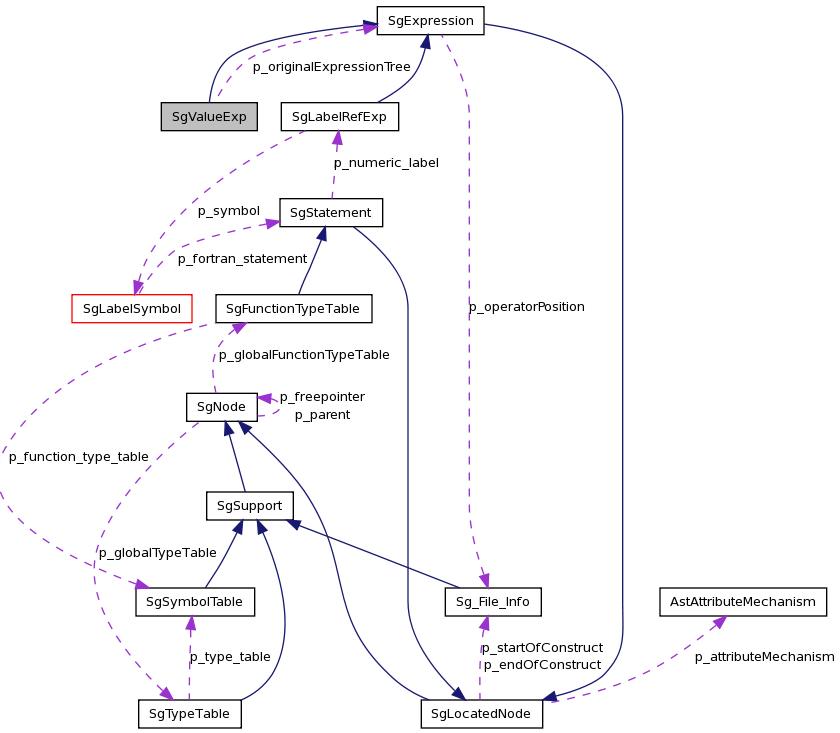 SgExpression
p_originalExpressionTree
SgValueExp
SgLabelRefExp
p_numeric_label
p_symbol
SgStatement
p_fortran_statement
SgLabelSymbol
SgFunctionTypeTable
p_operatorPosition
p_globalFunctionTypeTable
SgNode
p_freepointer
p_parent
p_function_type_table
SgSupport
p_globalTypeTable
SgSymbolTable
Sg_File_Info
AstAttributeMechanism
p_type_table
p_startOfConstruct
p_endOfConstruct
p_attributeMechanism
SgTypeTable
SgLocatedNode